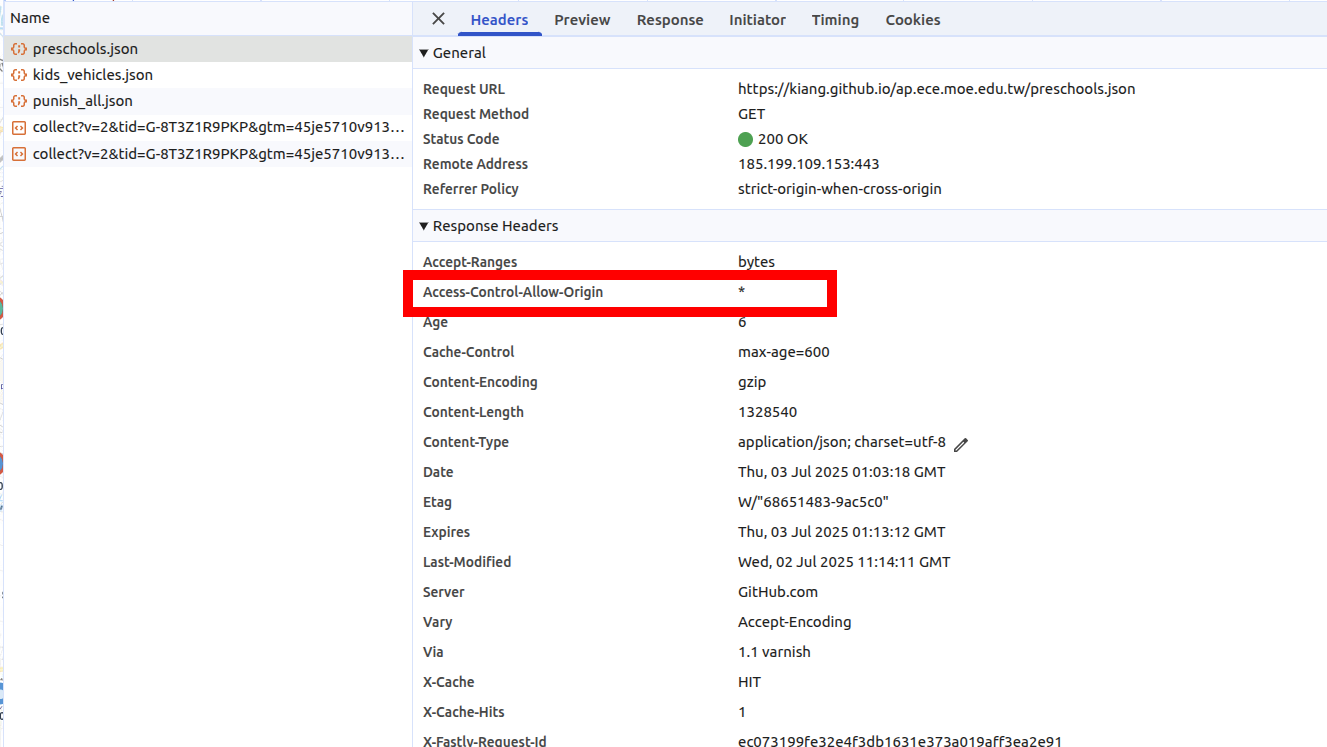 Name
preschools.json
kids_vehicles.json
punish_all.json
collect?v=2&tid=G-8T3Z1R9PKP&gtm=45je5710v913…
collect?v=2&tid=G-8T3Z1R9PKP&gtm=45je5710v913…
Headers Preview Response Initiator Timing Cookies
General
Request URL https://kiang.github.io/ap.ece.moe.edu.tw/preschools.json
Request Method GET
Status Code 200 OK
Remote Address 185.199.109.153:443
Referrer Policy strict-origin-when-cross-origin
Response Headers
Accept-Ranges bytes
Access-Control-Allow-Origin *
Age 6
Cache-Control max-age=600
Content-Encoding gzip
Content-Length 1328540
Content-Type application/json; charset=utf-8
Date Thu, 03 Jul 2025 01:03:18 GMT
Etag W/"68651483-9ac5c0"
Expires Thu, 03 Jul 2025 01:13:12 GMT
Last-Modified Wed, 02 Jul 2025 11:14:11 GMT
Server GitHub.com
Vary Accept-Encoding
Via 1.1 varnish
X-Cache HIT
X-Cache-Hits 1
X-Fastly-Request-Id ec073199fe32e4f3db1631e373a019aff3ea2e91